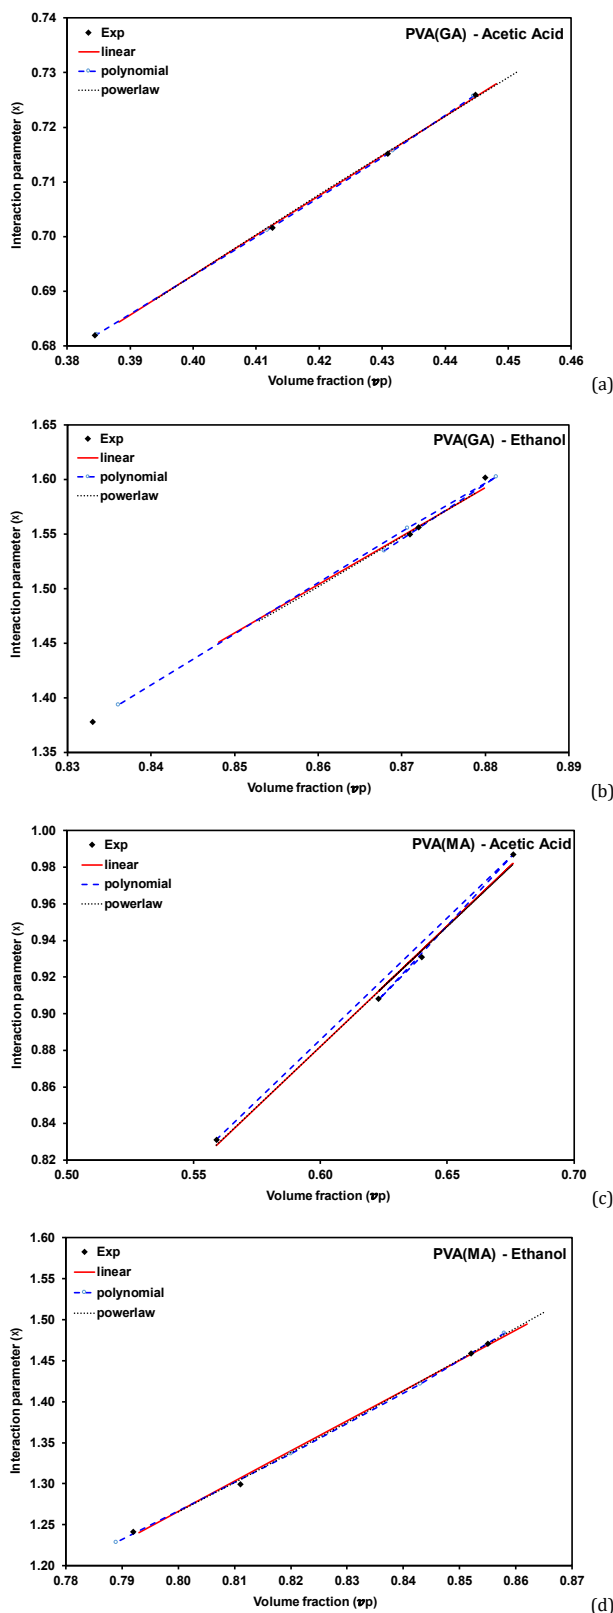 PVA(GA) - Acetic Acid
Exp
linear
polynomial
powerlaw
Interaction parameter (χ)
0.74
0.73
0.72
0.71
0.70
0.69
0.68
0.38 0.39 0.40 0.41 0.42 0.43 0.44 0.45 0.46
Volume fraction (𝒗p)
(a)
PVA(GA) - Ethanol
Exp
linear
polynomial
powerlaw
Interaction parameter (χ)
1.65
1.60
1.55
1.50
1.45
1.40
1.35
0.83 0.84 0.85 0.86 0.87 0.88 0.89
Volume fraction (𝒗p)
(b)
PVA(MA) - Acetic Acid
Exp
linear
polynomial
powerlaw
Interaction parameter (χ)
1.00
0.98
0.96
0.94
0.92
0.90
0.88
0.86
0.84
0.82
0.50 0.55 0.60 0.65 0.70
Volume fraction (𝒗p)
(c)
PVA(MA) - Ethanol
Exp
linear
polynomial
powerlaw
Interaction parameter (χ)
1.60
1.55
1.50
1.45
1.40
1.35
1.30
1.25
1.20
0.78 0.79 0.80 0.81 0.82 0.83 0.84 0.85 0.86 0.87
Volume fraction (𝒗p)
(d)